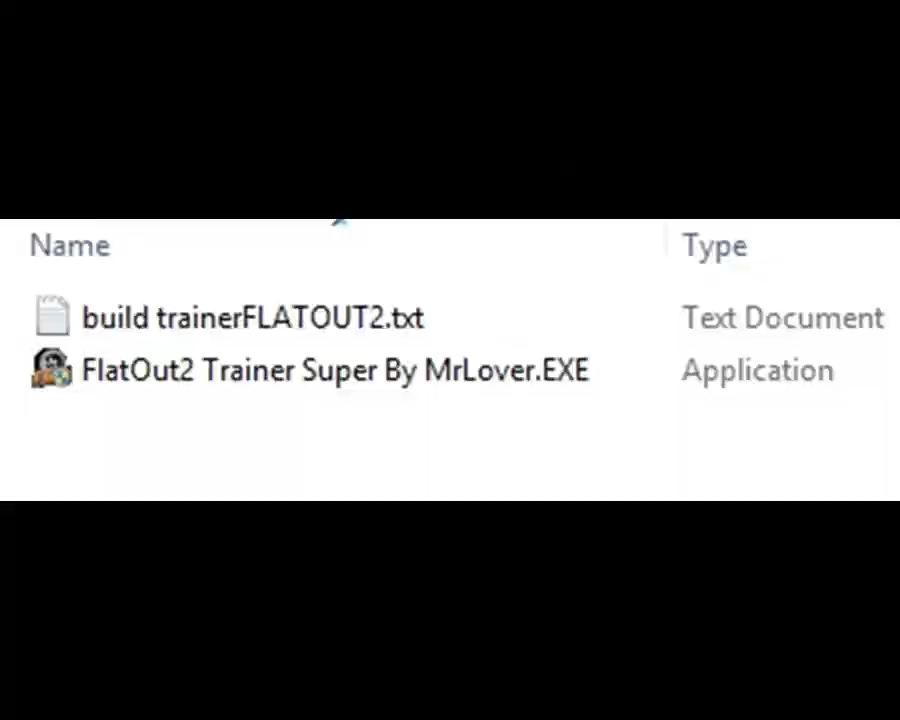 Name Type
build trainerFLATOUT2.txt Text Document
FlatOut2 Trainer Super By MrLover.EXE Application